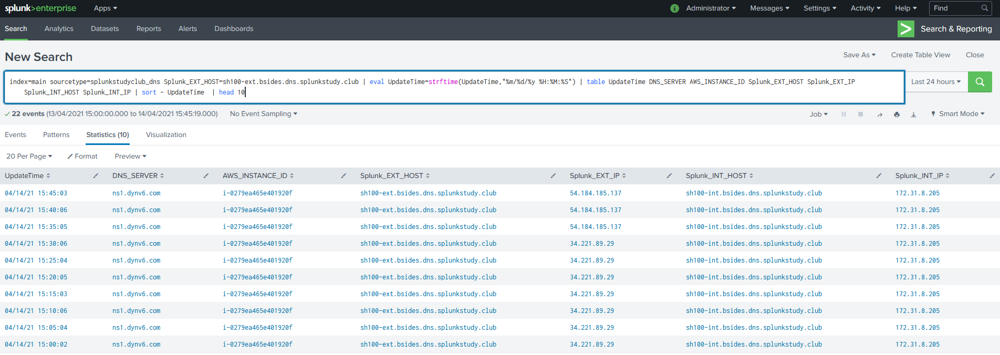 splunk>enterprise Apps Administrator Messages Settings Activity Help Find
Search Analytics Datasets Reports Alerts Dashboards Search & Reporting
New Search Save As Create Table View Close
index=main sourcetype=splunkstudyclub_dns Splunk_EXT_HOST=sh100-ext.bsides.dns.splunkstudy.club | eval UpdateTime=strftime(UpdateTime,"%m/%d/%y %H:%M:%S") | table UpdateTime DNS_SERVER AWS_INSTANCE_ID Splunk_EXT_HOST Splunk_EXT_IP
Splunk_INT_HOST Splunk_INT_IP | sort - UpdateTime | head 10
Last 24 hours
22 events (13/04/2021 15:00:00.000 to 14/04/2021 15:45:19.000) No Event Sampling Job Smart Mode
Events Patterns Statistics (10) Visualization
20 Per Page Format Preview
UpdateTime DNS_SERVER AWS_INSTANCE_ID Splunk_EXT_HOST Splunk_EXT_IP Splunk_INT_HOST Splunk_INT_IP
04/14/21 15:45:03 ns1.dynv6.com i-0279ea465e401920f sh100-ext.bsides.dns.splunkstudy.club 54.184.185.137 sh100-int.bsides.dns.splunkstudy.club 172.31.8.205
04/14/21 15:40:06 ns1.dynv6.com i-0279ea465e401920f sh100-ext.bsides.dns.splunkstudy.club 54.184.185.137 sh100-int.bsides.dns.splunkstudy.club 172.31.8.205
04/14/21 15:35:05 ns1.dynv6.com i-0279ea465e401920f sh100-ext.bsides.dns.splunkstudy.club 54.184.185.137 sh100-int.bsides.dns.splunkstudy.club 172.31.8.205
04/14/21 15:30:06 ns1.dynv6.com i-0279ea465e401920f sh100-ext.bsides.dns.splunkstudy.club 34.221.89.29 sh100-int.bsides.dns.splunkstudy.club 172.31.8.205
04/14/21 15:25:04 ns1.dynv6.com i-0279ea465e401920f sh100-ext.bsides.dns.splunkstudy.club 34.221.89.29 sh100-int.bsides.dns.splunkstudy.club 172.31.8.205
04/14/21 15:20:05 ns1.dynv6.com i-0279ea465e401920f sh100-ext.bsides.dns.splunkstudy.club 34.221.89.29 sh100-int.bsides.dns.splunkstudy.club 172.31.8.205
04/14/21 15:15:03 ns1.dynv6.com i-0279ea465e401920f sh100-ext.bsides.dns.splunkstudy.club 34.221.89.29 sh100-int.bsides.dns.splunkstudy.club 172.31.8.205
04/14/21 15:10:06 ns1.dynv6.com i-0279ea465e401920f sh100-ext.bsides.dns.splunkstudy.club 34.221.89.29 sh100-int.bsides.dns.splunkstudy.club 172.31.8.205
04/14/21 15:05:04 ns1.dynv6.com i-0279ea465e401920f sh100-ext.bsides.dns.splunkstudy.club 34.221.89.29 sh100-int.bsides.dns.splunkstudy.club 172.31.8.205
04/14/21 15:00:02 ns1.dynv6.com i-0279ea465e401920f sh100-ext.bsides.dns.splunkstudy.club 34.221.89.29 sh100-int.bsides.dns.splunkstudy.club 172.31.8.205